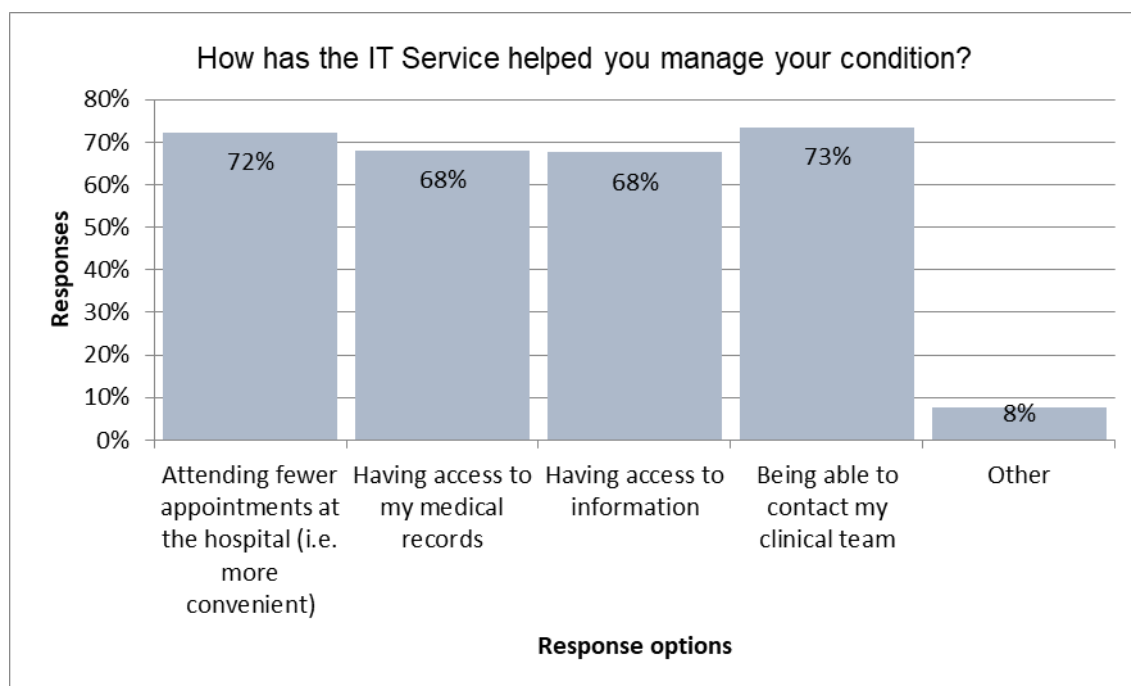 How has the IT Service helped you manage your condition?
80%
70%
60%
50%
40%
30%
20%
10%
0%
Responses
72%
68%
68%
73%
8%
Attending fewer
appointments at
the hospital (i.e.
more
convenient)
Having access to
my medical
records
Having access to
information
Being able to
contact my
clinical team
Other
Response options